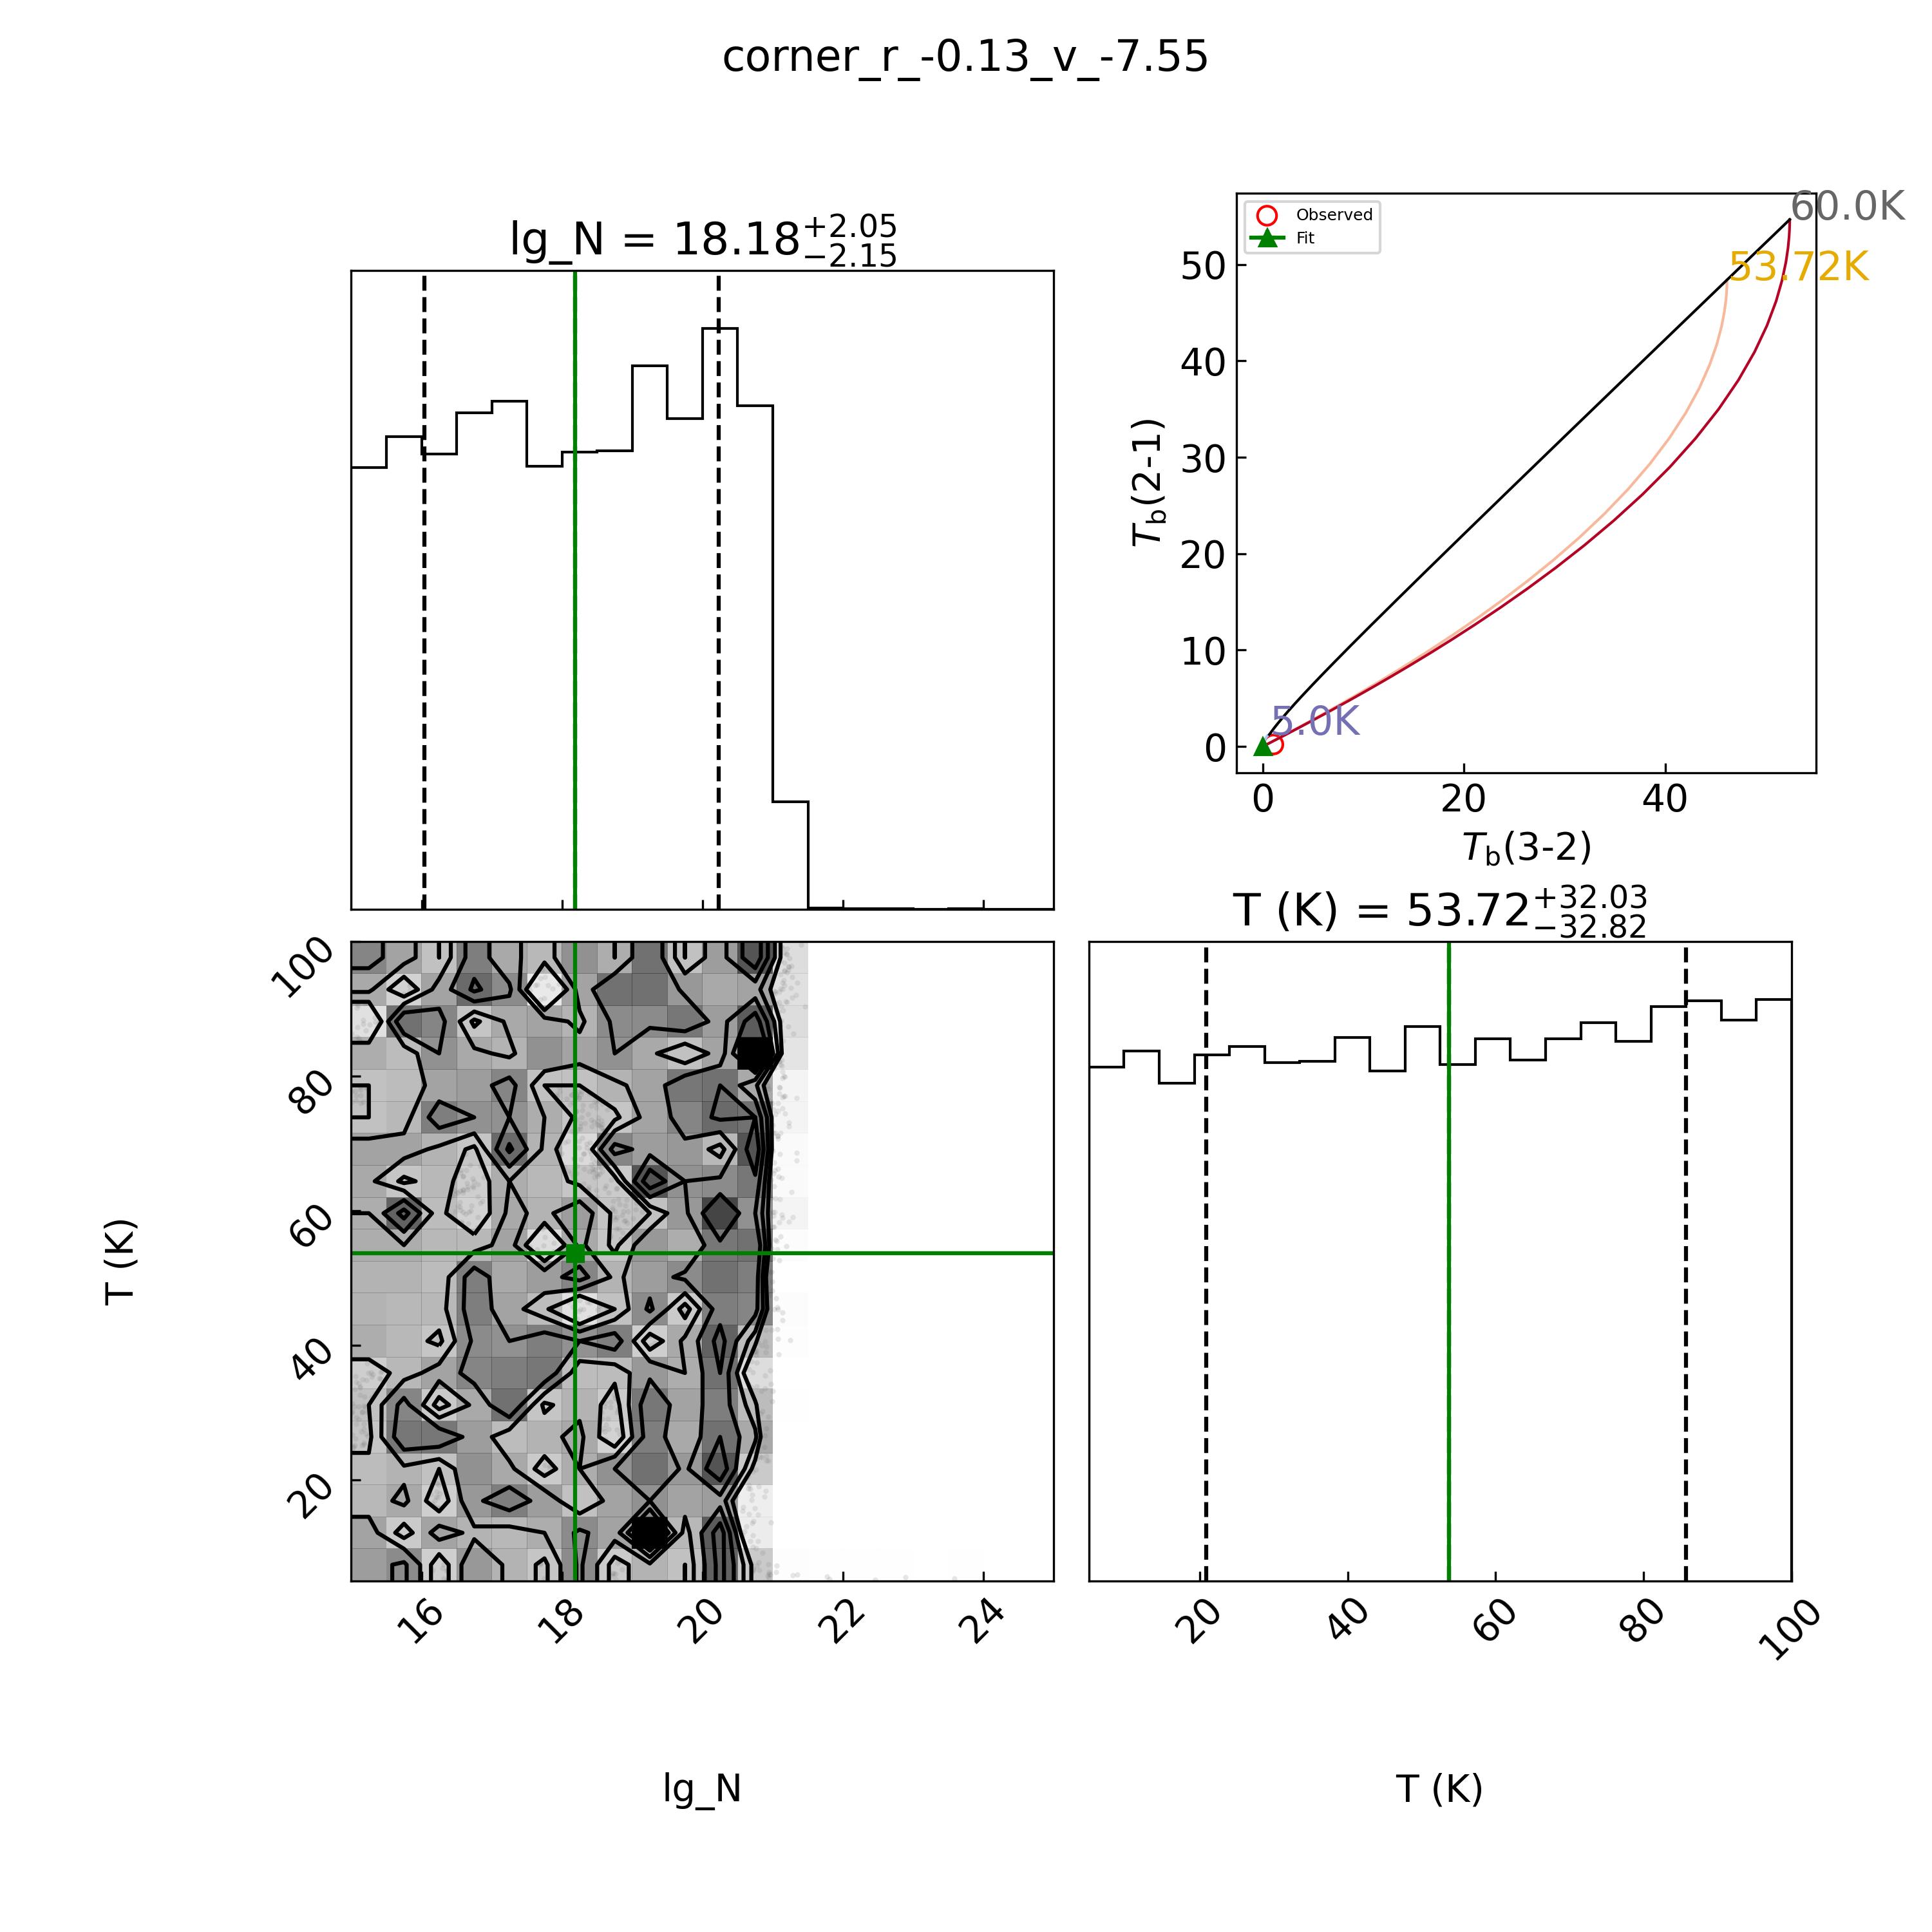 corner_r_-0.13_v_-7.55
lg_N = 18.18+2.05−2.15
60.0K
Observed
Fit
53.72K
5.0K
50
40
30
20
10
0
Tb(2-1)
0 20 40
Tb(3-2)
T (K) = 53.72+32.03−32.82
100
80
60
40
20
T (K)
16 18 20 22 24
lg_N
20 40 60 80 100
T (K)